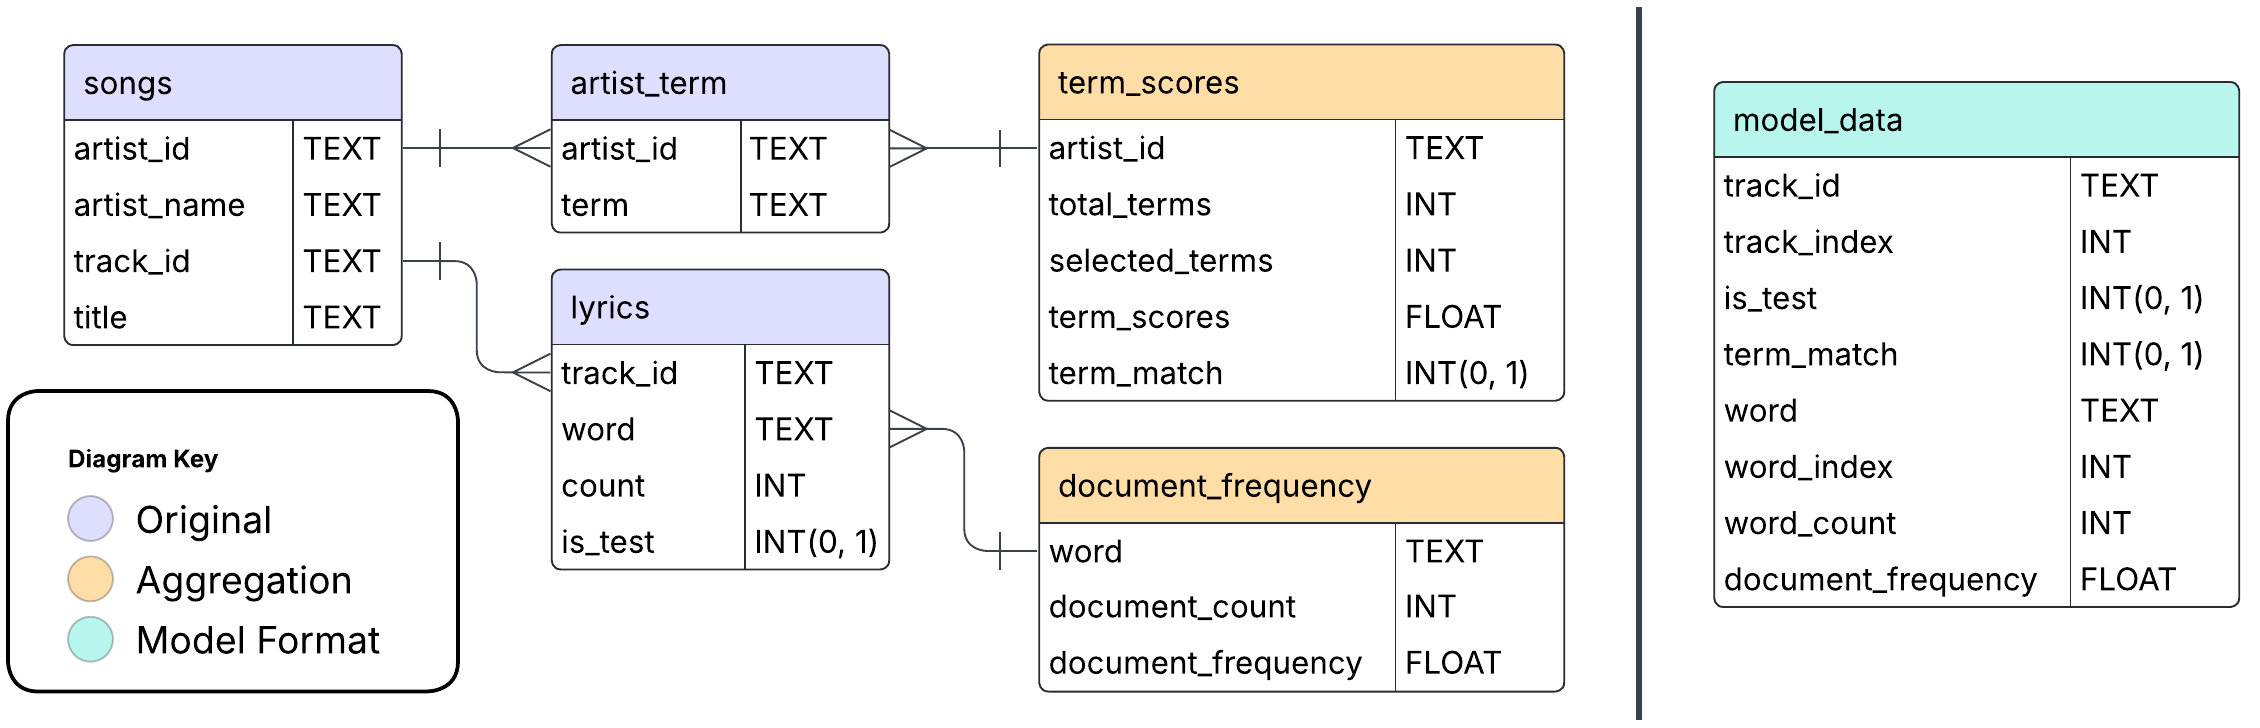 songs
artist_id TEXT
artist_name TEXT
track_id TEXT
title TEXT
artist_term
artist_id TEXT
term TEXT
lyrics
track_id TEXT
word TEXT
count INT
is_test INT(0, 1)
term_scores
artist_id TEXT
total_terms INT
selected_terms INT
term_scores FLOAT
term_match INT(0, 1)
document_frequency
word TEXT
document_count INT
document_frequency FLOAT
model_data
track_id TEXT
track_index INT
is_test INT(0, 1)
term_match INT(0, 1)
word TEXT
word_index INT
word_count INT
document_frequency FLOAT
Diagram Key
Original
Aggregation
Model Format